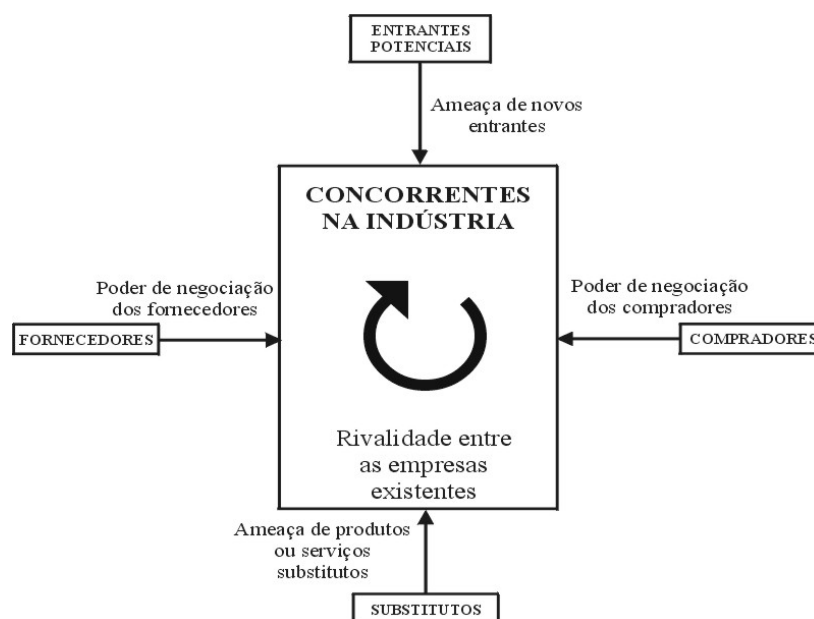 ENTRANTES
POTENCIAIS
Ameaça de novos
entrantes
CONCORRENTES
NA INDÚSTRIA
Poder de negociação
dos fornecedores
FORNECEDORES
Poder de negociação
dos compradores
COMPRADORES
Rivalidade entre
as empresas
existentes
Ameaça de produtos
ou serviços
substitutos
SUBSTITUTOS